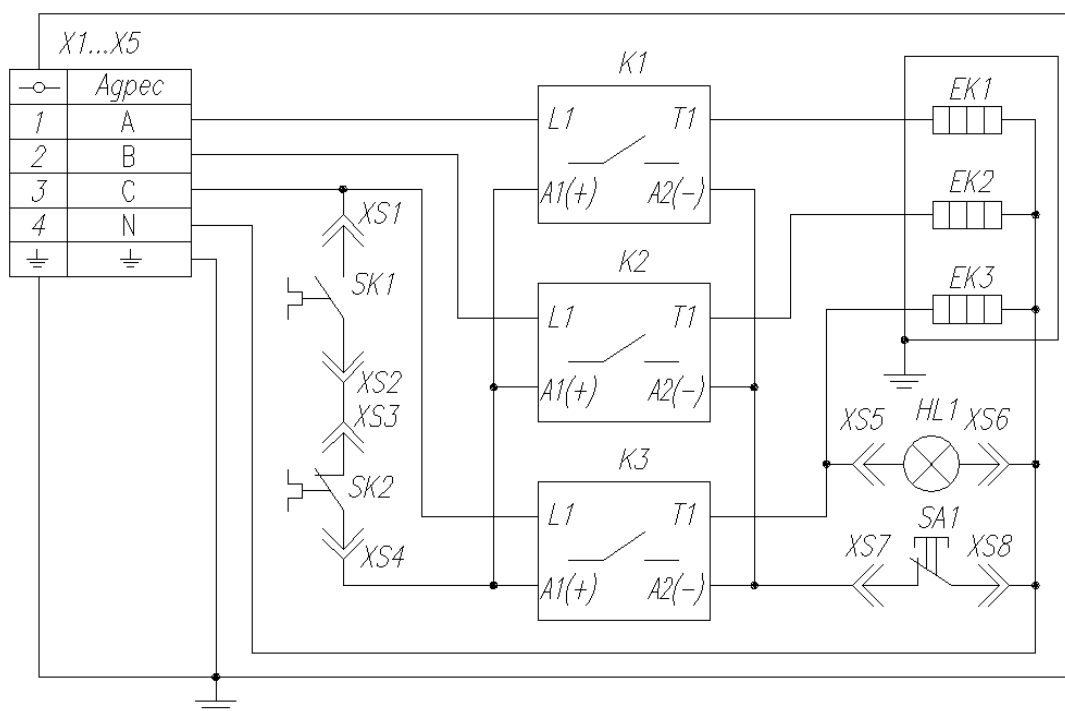 X1...X5
Адрес
1 A
2 B
3 C
4 N
K1
L1 T1
A1(+) A2(-)
K2
L1 T1
A1(+) A2(-)
K3
L1 T1
A1(+) A2(-)
XS1
SK1
XS2
XS3
SK2
XS4
EK1
EK2
EK3
XS5 HL1 XS6
SA1
XS7 XS8